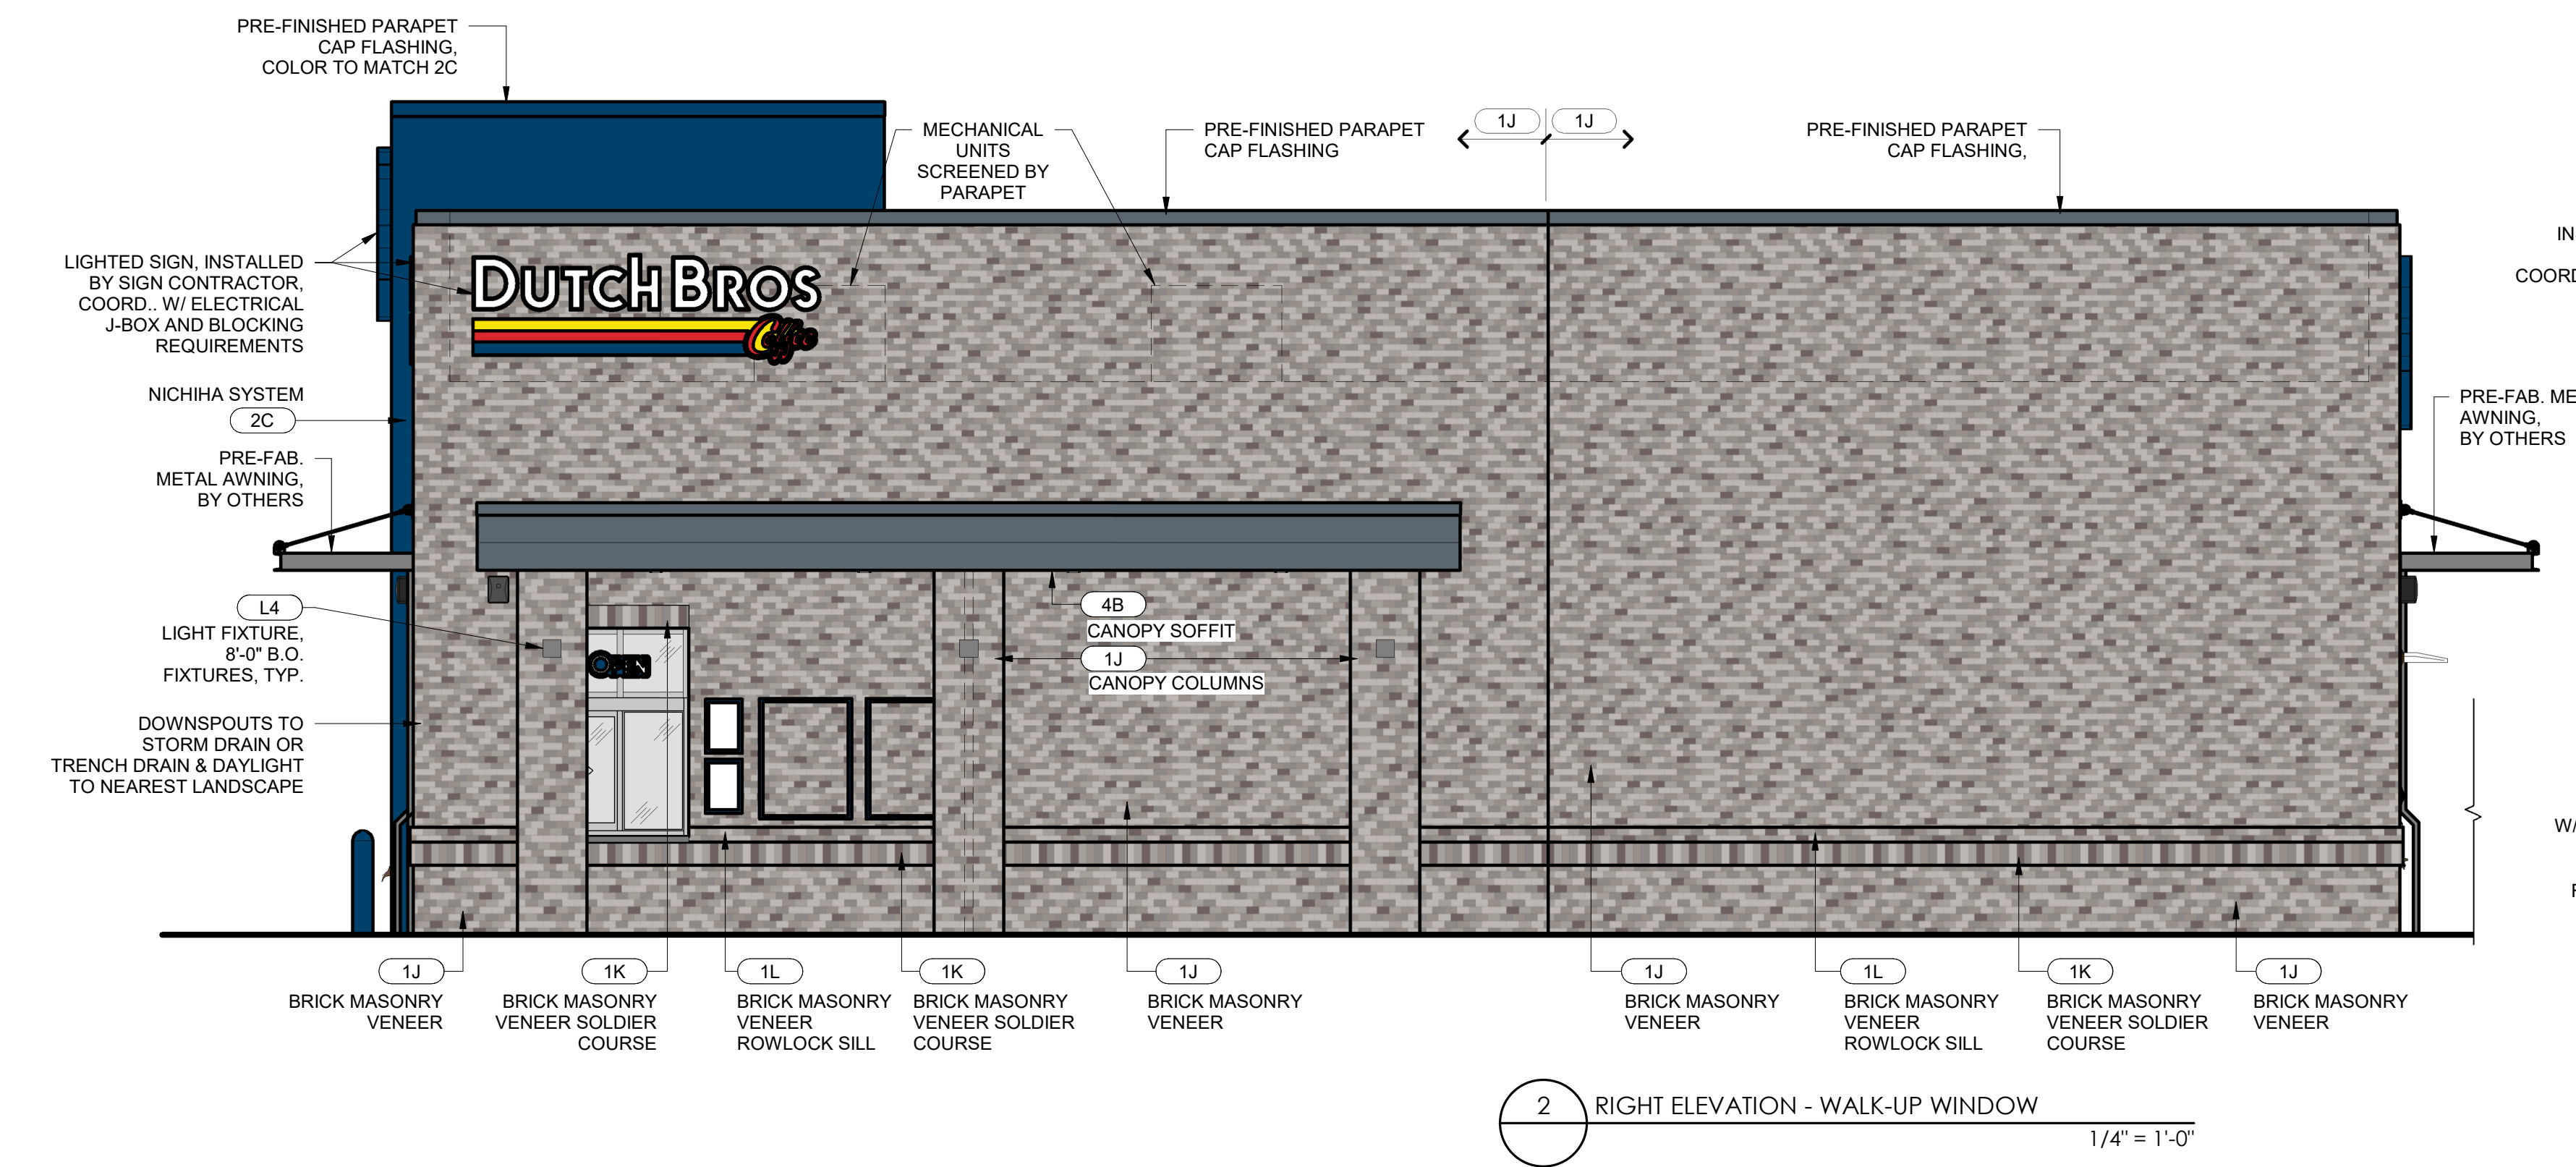 PRE-FINISHED PARAPET
CAP FLASHING,
COLOR TO MATCH 2C
MECHANICAL
UNITS
SCREENED BY
PARAPET
PRE-FINISHED PARAPET
CAP FLASHING
1J
1J
PRE-FINISHED PARAPET
CAP FLASHING,
IN
COORD
LIGHTED SIGN, INSTALLED
BY SIGN CONTRACTOR,
COORD.. W/ ELECTRICAL
J-BOX AND BLOCKING
REQUIREMENTS
DUTCH BROS
NICHIHA SYSTEM
2C
PRE-FAB.
METAL AWNING,
BY OTHERS
PRE-FAB. ME
AWNING,
BY OTHERS
L4
LIGHT FIXTURE,
8'-0" B.O.
FIXTURES, TYP.
OPEN
4B
CANOPY SOFFIT
1J
CANOPY COLUMNS
DOWNSPOUTS TO
STORM DRAIN OR
TRENCH DRAIN & DAYLIGHT
TO NEAREST LANDSCAPE
W/
1J
BRICK MASONRY
VENEER
1K
BRICK MASONRY
VENEER SOLDIER
COURSE
1L
BRICK MASONRY
VENEER
ROWLOCK SILL
1K
BRICK MASONRY
VENEER SOLDIER
COURSE
1J
BRICK MASONRY
VENEER
1J
BRICK MASONRY
VENEER
1L
BRICK MASONRY
VENEER
ROWLOCK SILL
1K
BRICK MASONRY
VENEER SOLDIER
COURSE
1J
BRICK MASONRY
VENEER
2
RIGHT ELEVATION - WALK-UP WINDOW
1/4" = 1'-0"